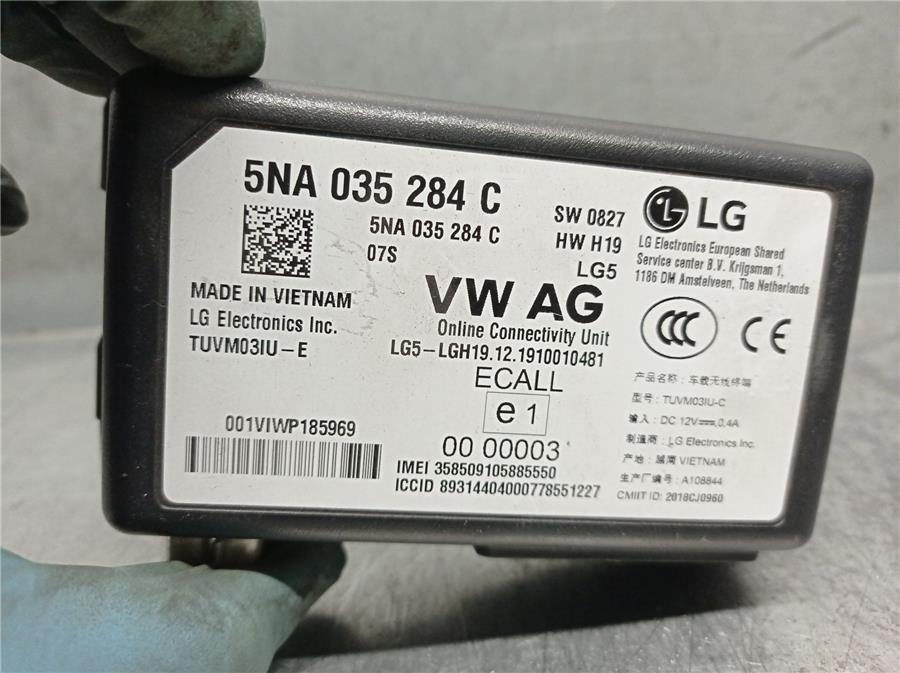 5NA 035 284 C
5NA 035 284 C
07S
SW 0827
HW H19
LG5
LG
LG Electronics European Shared
Service center B.V. Krijgsman 1,
1186 DM Amstelveen, The Netherlands
MADE IN VIETNAM
LG Electronics Inc.
TUVM03IU-E
VW AG
Online Connectivity Unit
LG5-LGH19.12.1910010481
ECALL
e1
00 00003
IMEI 358509105885550
ICCID 89314404000778551227
001VIWP185969
CCC
CE
产品名称: 车载无线终端
型号: TUVM03IU-C
输入: DC 12V⎓, 0.4A
制造商: LG Electronics Inc.
产地: 越南 VIETNAM
生产厂编号: A108844
CMIIT ID: 2018CJ0960